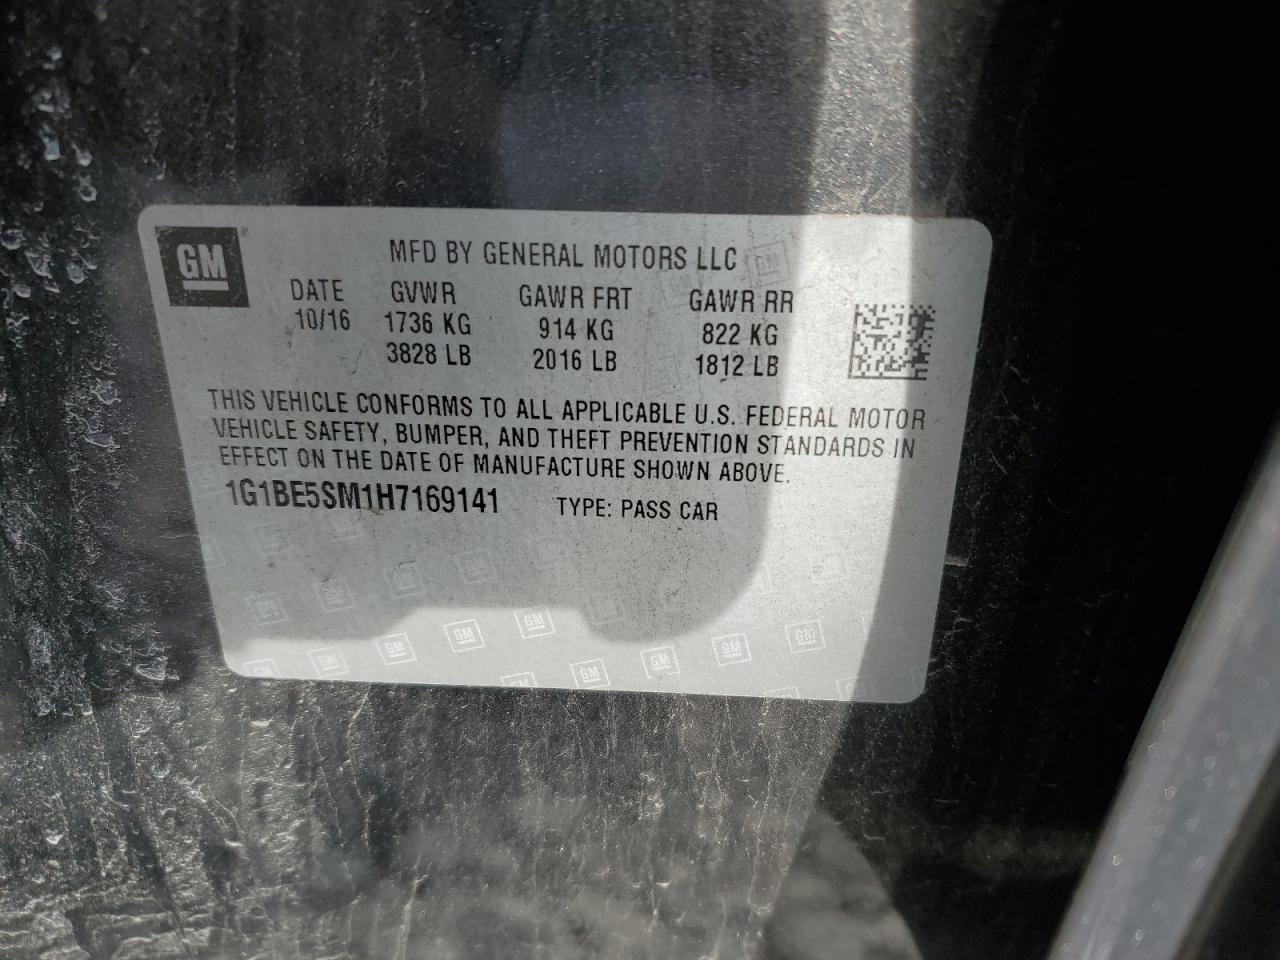 GM
MFD BY GENERAL MOTORS LLC
DATE GVWR GAWR FRT GAWR RR
10/16 1736 KG 914 KG 822 KG
3828 LB 2016 LB 1812 LB
THIS VEHICLE CONFORMS TO ALL APPLICABLE U.S. FEDERAL MOTOR
VEHICLE SAFETY, BUMPER, AND THEFT PREVENTION STANDARDS IN
EFFECT ON THE DATE OF MANUFACTURE SHOWN ABOVE.
1G1BE5SM1H7169141 TYPE: PASS CAR